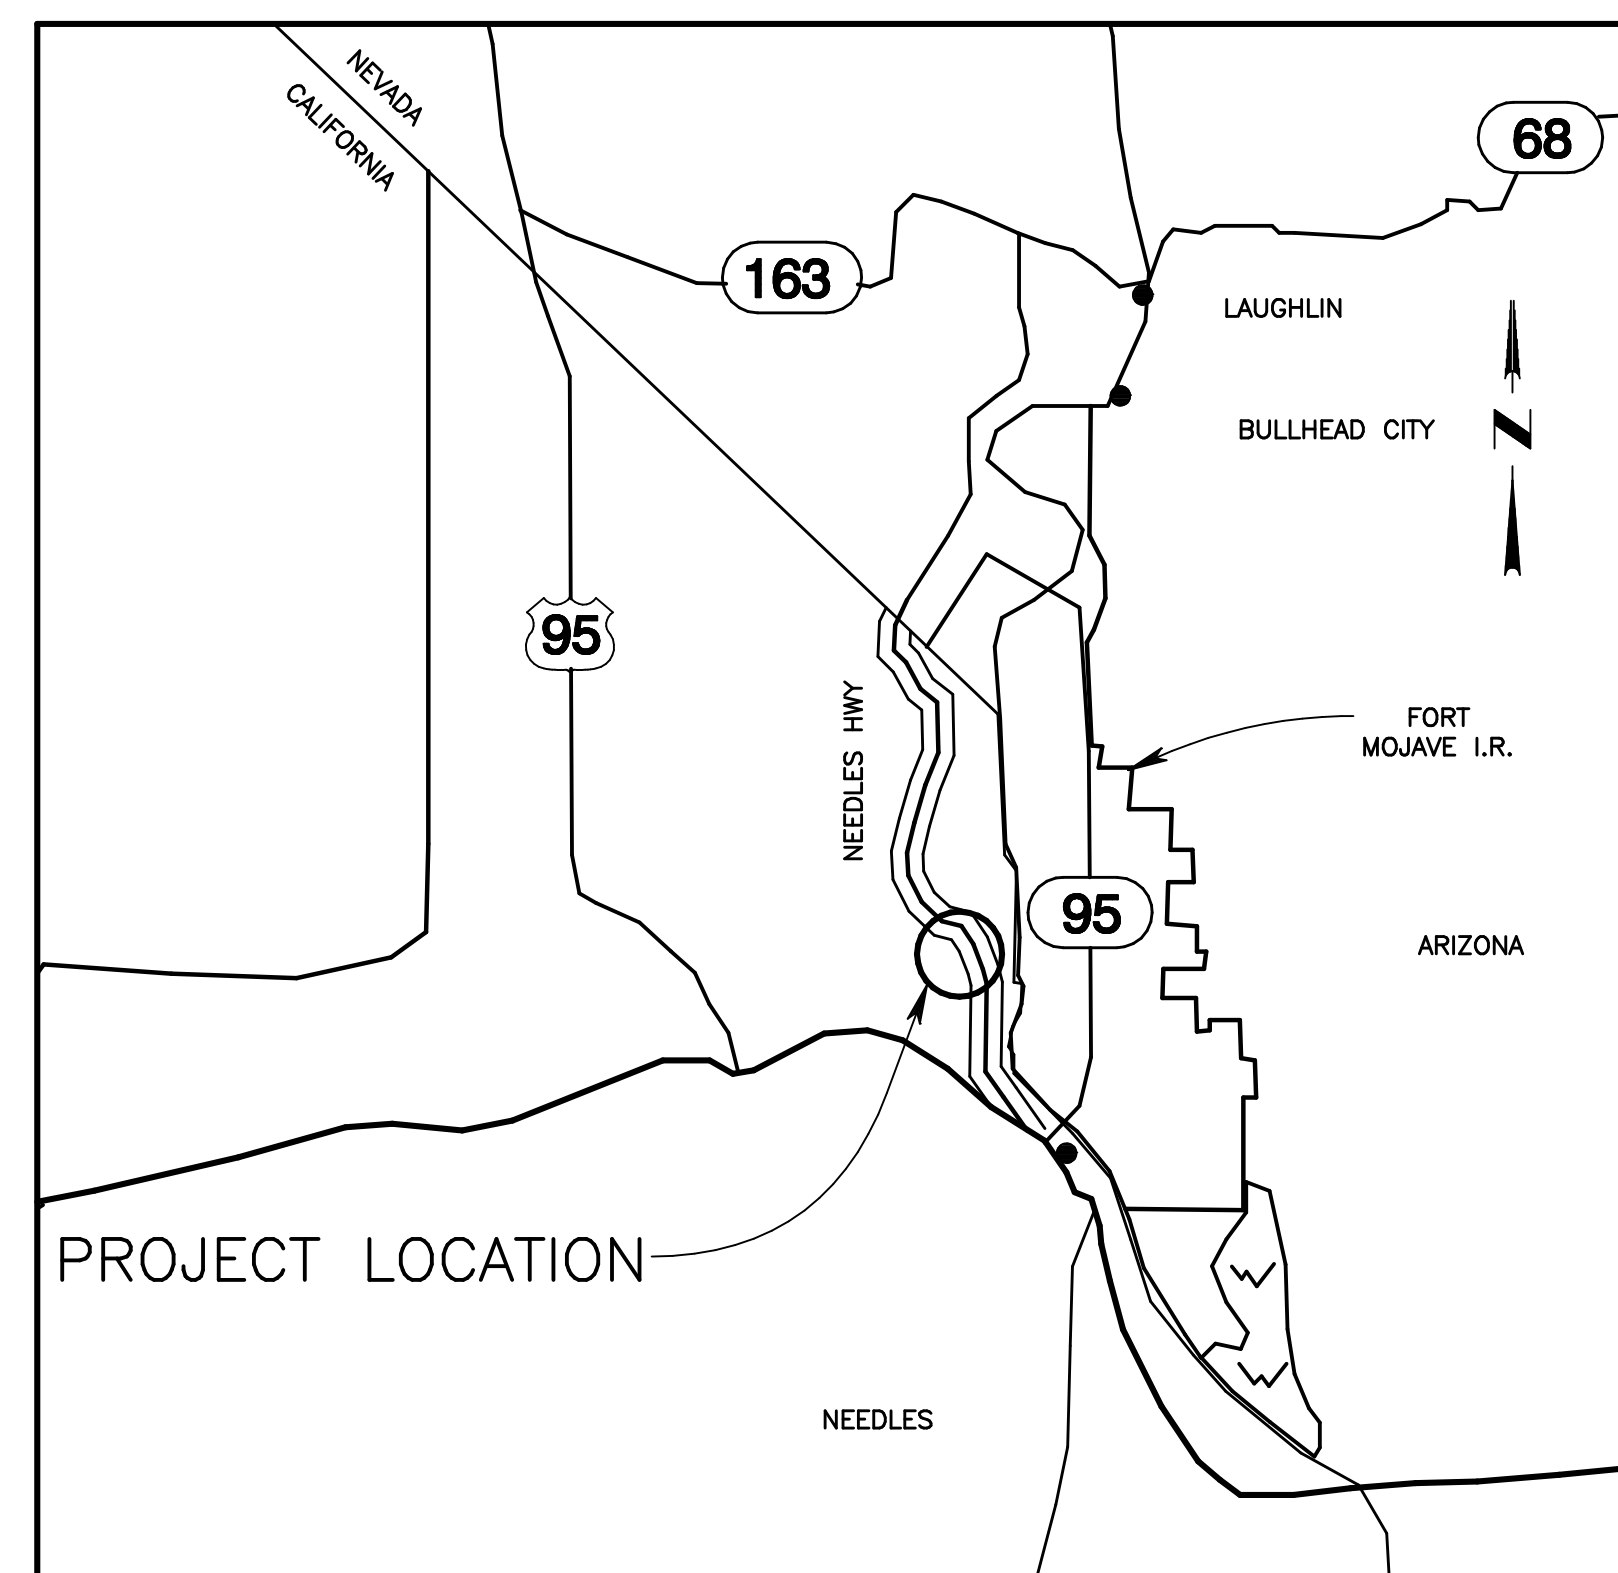 NEVADA
CALIFORNIA
68
163
LAUGHLIN
BULLHEAD CITY
N
95
NEEDLES HWY
FORT
MOJAVE I.R.
95
ARIZONA
PROJECT LOCATION
NEEDLES